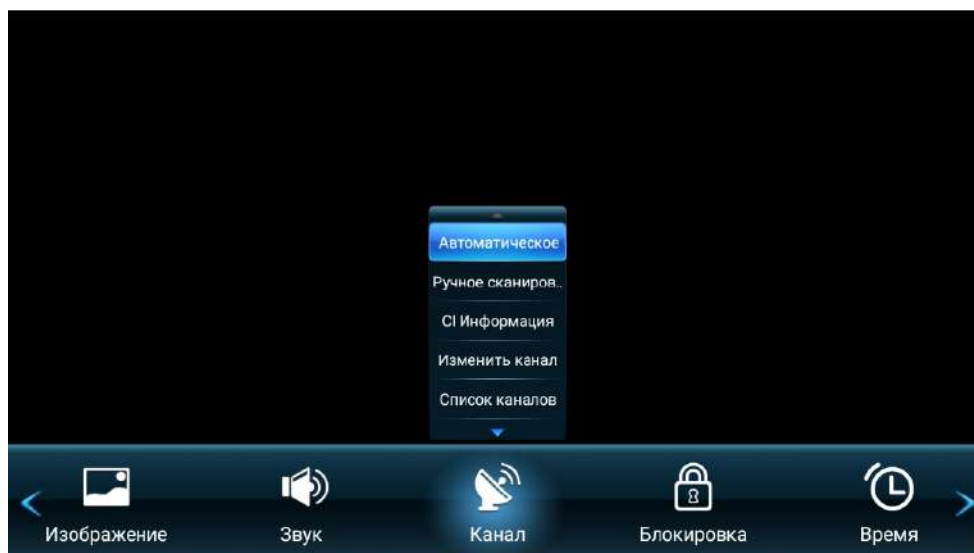 Автоматическое
Ручное сканиров..
CI Информация
Изменить канал
Список каналов
Изображение
Звук
Канал
Блокировка
Время